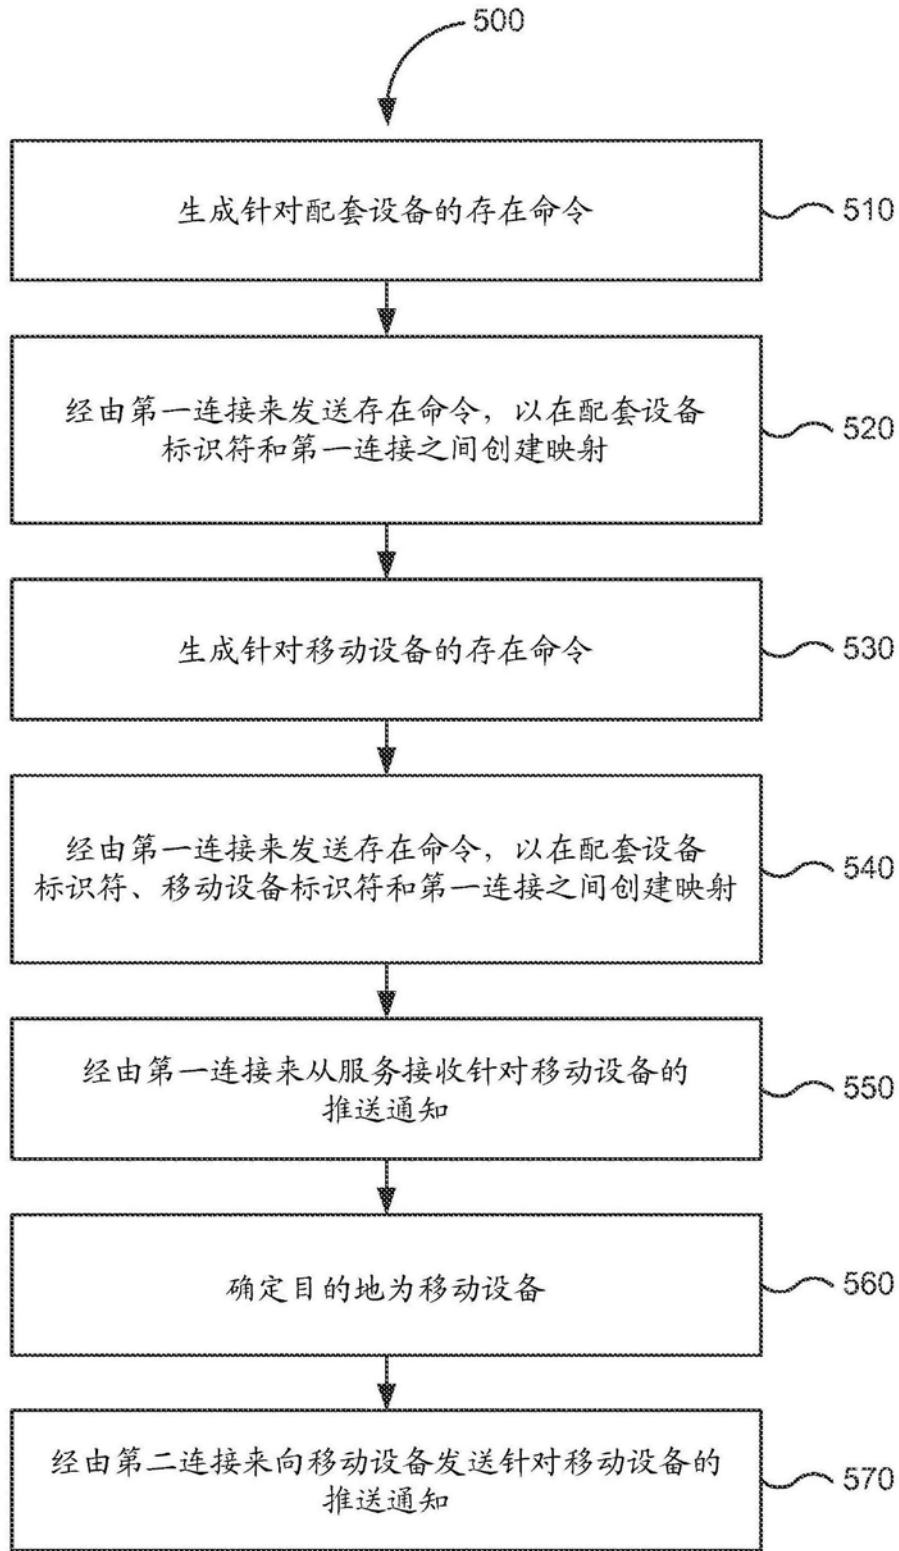 500
生成针对配套设备的存在命令
510
经由第一连接来发送存在命令，以在配套设备
标识符和第一连接之间创建映射
520
生成针对移动设备的存在命令
530
经由第一连接来发送存在命令，以在配套设备
标识符、移动设备标识符和第一连接之间创建映射
540
经由第一连接来从服务接收针对移动设备的
推送通知
550
确定目的地为移动设备
560
经由第二连接来向移动设备发送针对移动设备的
推送通知
570